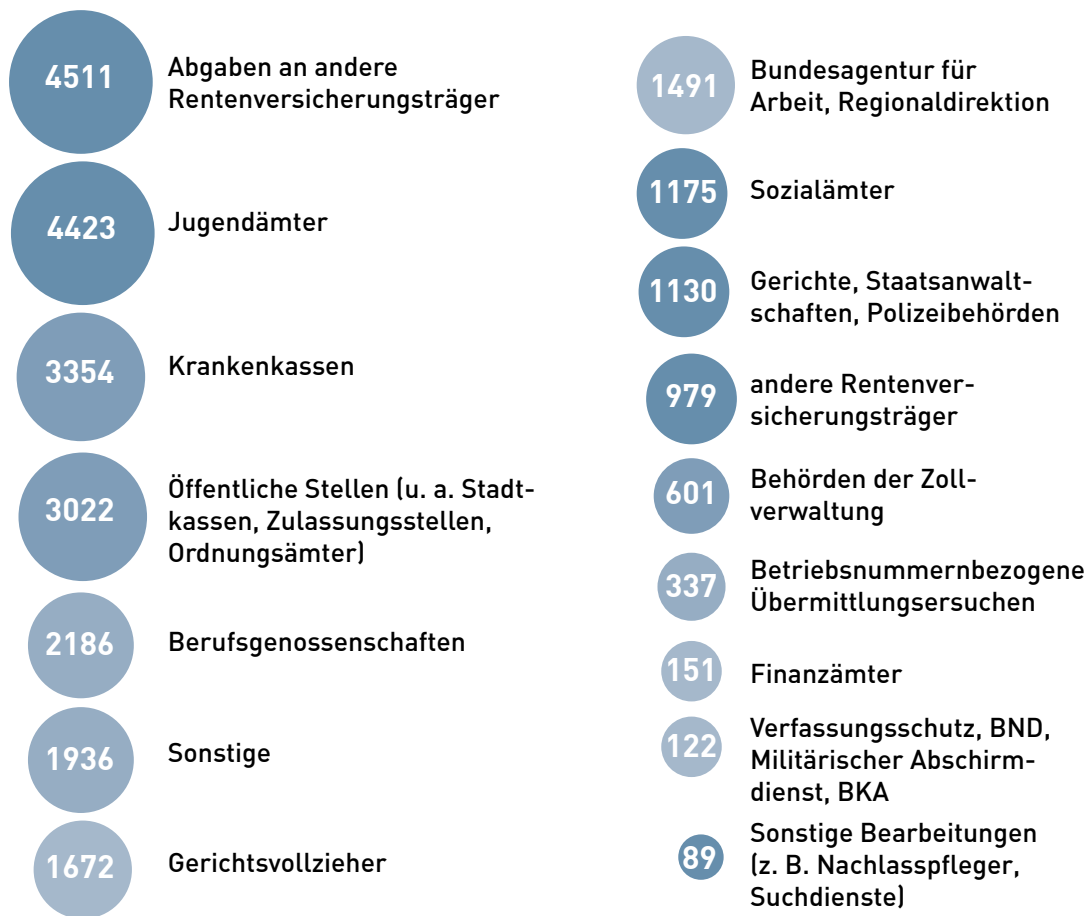 4511
Abgaben an andere
Rentenversicherungsträger
4423
Jugendämter
3354
Krankenkassen
3022
Öffentliche Stellen (u. a. Stadt-
kassen, Zulassungsstellen,
Ordnungsämter)
2186
Berufsgenossenschaften
1936
Sonstige
1672
Gerichtsvollzieher
1491
Bundesagentur für
Arbeit, Regionaldirektion
1175
Sozialämter
1130
Gerichte, Staatsanwalt-
schaften, Polizeibehörden
979
andere Rentenver-
sicherungsträger
601
Behörden der Zoll-
verwaltung
337
Betriebsnummernbezogene
Übermittlungsersuchen
151
Finanzämter
122
Verfassungsschutz, BND,
Militärischer Abschirm-
dienst, BKA
89
Sonstige Bearbeitungen
(z. B. Nachlasspfleger,
Suchdienste)